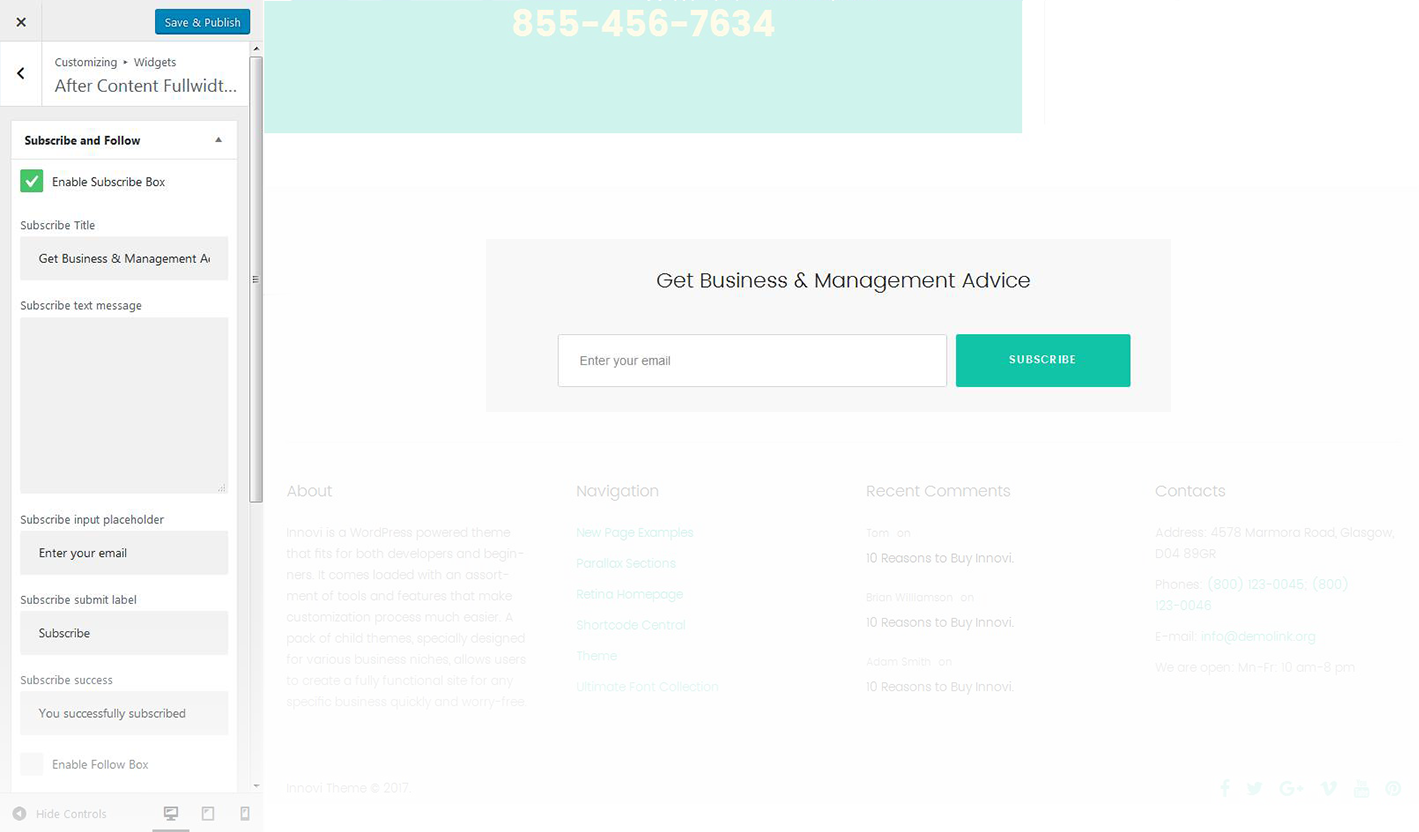 Save & Publish
Customizing ▸ Widgets
After Content Fullwidt...
Subscribe and Follow
Enable Subscribe Box
Subscribe Title
Get Business & Management A
Subscribe text message
Subscribe input placeholder
Enter your email
Subscribe submit label
Subscribe
Subscribe success
You successfully subscribed
Enable Follow Box
Hide Controls
855-456-7634
Get Business & Management Advice
Enter your email
SUBSCRIBE
About
Innovi is a WordPress powered theme
that fits for both developers and begin-
ners. It comes loaded with an assort-
ment of tools and features that make
customization process much easier. A
pack of child themes, specially designed
for various business niches, allows users
to create a fully functional site for any
specific business quickly and worry-free.
Navigation
New Page Examples
Parallax Sections
Retina Homepage
Shortcode Central
Theme
Ultimate Font Collection
Recent Comments
Tom on
10 Reasons to Buy Innovi.
Brian Williamson on
10 Reasons to Buy Innovi.
Adam Smith on
10 Reasons to Buy Innovi.
Contacts
Address: 4578 Marmora Road, Glasgow,
D04 89GR
Phones: (800) 123-0045, (800)
123-0046
E-mail: info@demolink.org
We are open: Mn-Fr: 10 am-8 pm
Innovi Theme © 2017